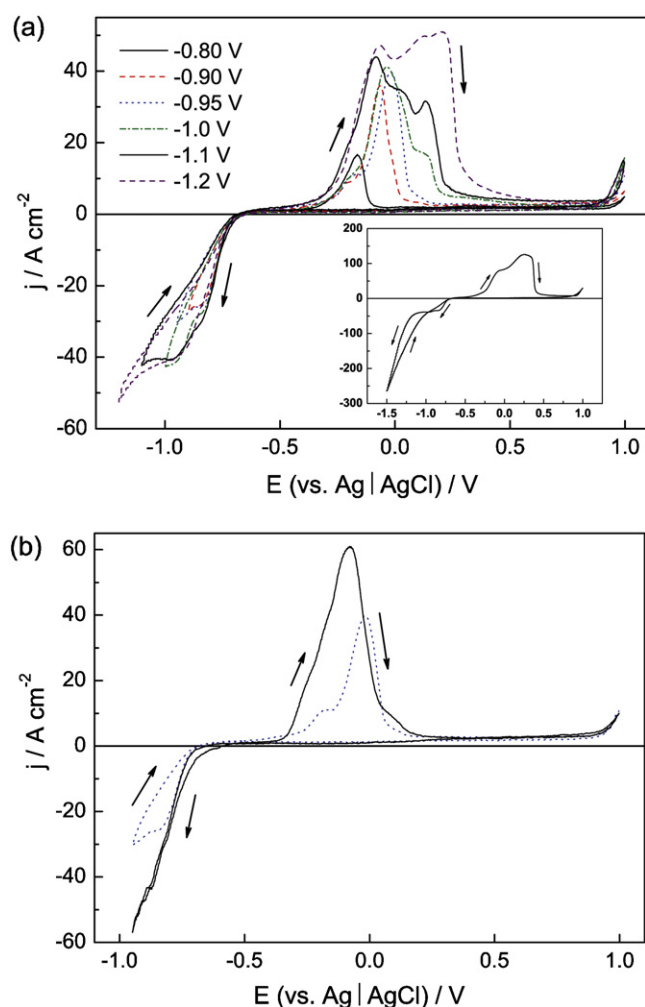 (a)
-0.80 V
-0.90 V
-0.95 V
-1.0 V
-1.1 V
-1.2 V
40
20
0
-20
-40
-60
j / A cm⁻²
200
100
0
-100
-200
-300
-1.5 -1.0 -0.5 0.0 0.5 1.0
-1.0 -0.5 0.0 0.5 1.0
E (vs. Ag|AgCl) / V
(b)
60
40
20
0
-20
-40
-60
j / A cm⁻²
-1.0 -0.5 0.0 0.5 1.0
E (vs. Ag|AgCl) / V